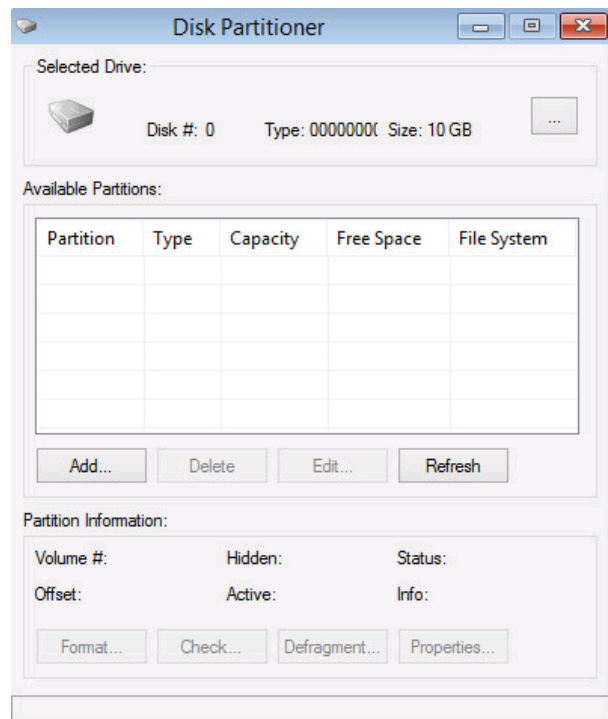 Disk Partitioner
Selected Drive:
Disk #: 0 Type: 0000000( Size: 10 GB ...
Available Partitions:
Partition Type Capacity Free Space File System
Add... Delete Edit... Refresh
Partition Information:
Volume #: Hidden: Status:
Offset: Active: Info:
Format... Check... Defragment... Properties...